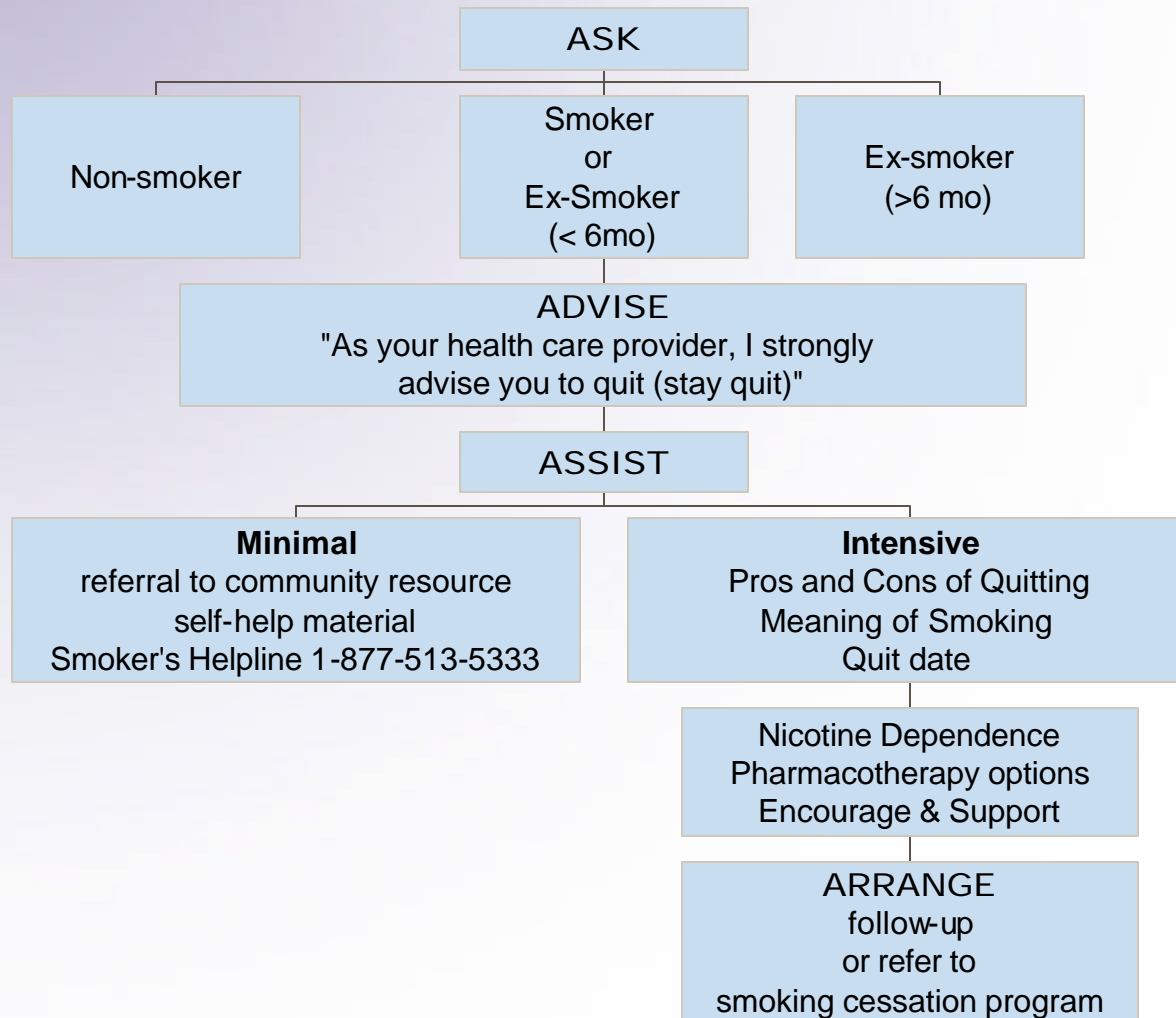 ASK
Non-smoker
Smoker
or
Ex-Smoker
(< 6mo)
Ex-smoker
(>6 mo)
ADVISE
"As your health care provider, I strongly
advise you to quit (stay quit)"
ASSIST
Minimal
referral to community resource
self-help material
Smoker's Helpline 1-877-513-5333
Intensive
Pros and Cons of Quitting
Meaning of Smoking
Quit date
Nicotine Dependence
Pharmacotherapy options
Encourage & Support
ARRANGE
follow-up
or refer to
smoking cessation program